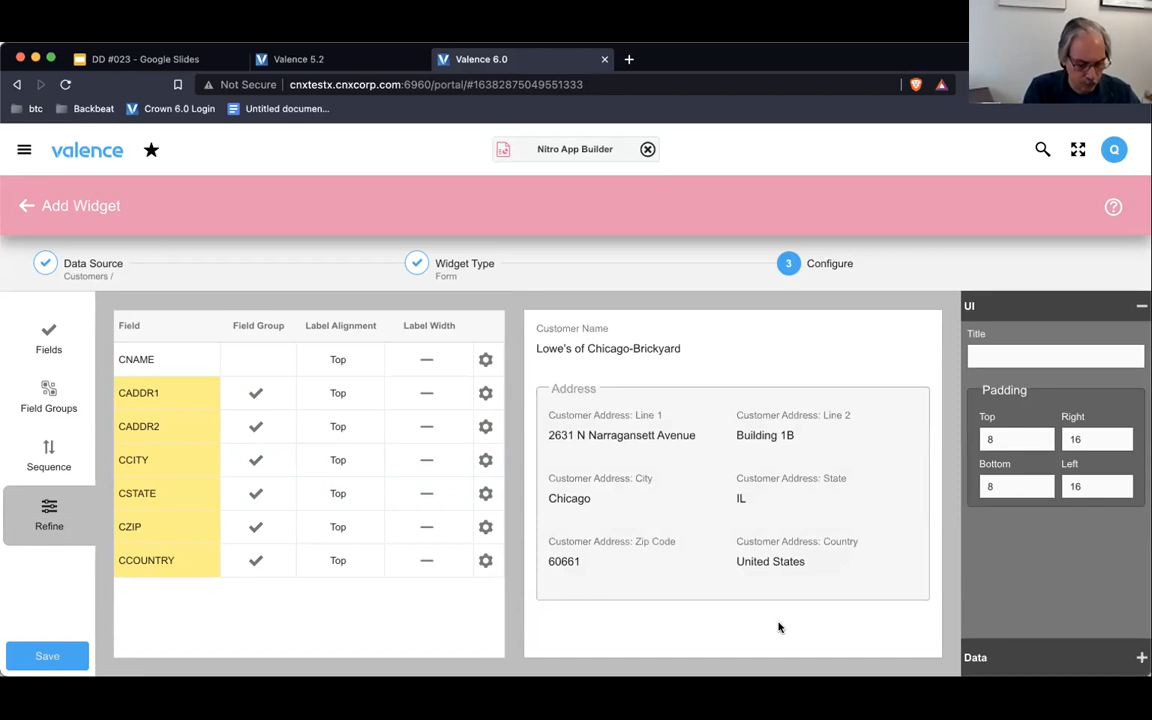 DD #023 - Google Slides
Valence 5.2
Valence 6.0
Not Secure
cnxtestx.cnxcorp.com:6960/portal/#16382875049551333
btc
Backbeat
Crown 6.0 Login
Untitled documen...
valence
Nitro App Builder
Q
Add Widget
Data Source
Customers /
Widget Type
Form
3
Configure
Fields
Field Groups
Sequence
Refine
Save
Field Field Group Label Alignment Label Width
CNAME Top —
CADDR1 Top —
CADDR2 Top —
CCITY Top —
CSTATE Top —
CZIP Top —
CCOUNTRY Top —
Customer Name
Lowe's of Chicago-Brickyard
Address
Customer Address: Line 1 Customer Address: Line 2
2631 N Narragansett Avenue Building 1B
Customer Address: City Customer Address: State
Chicago IL
Customer Address: Zip Code Customer Address: Country
60661 United States
UI
Title
Padding
Top Right
8 16
Bottom Left
8 16
Data